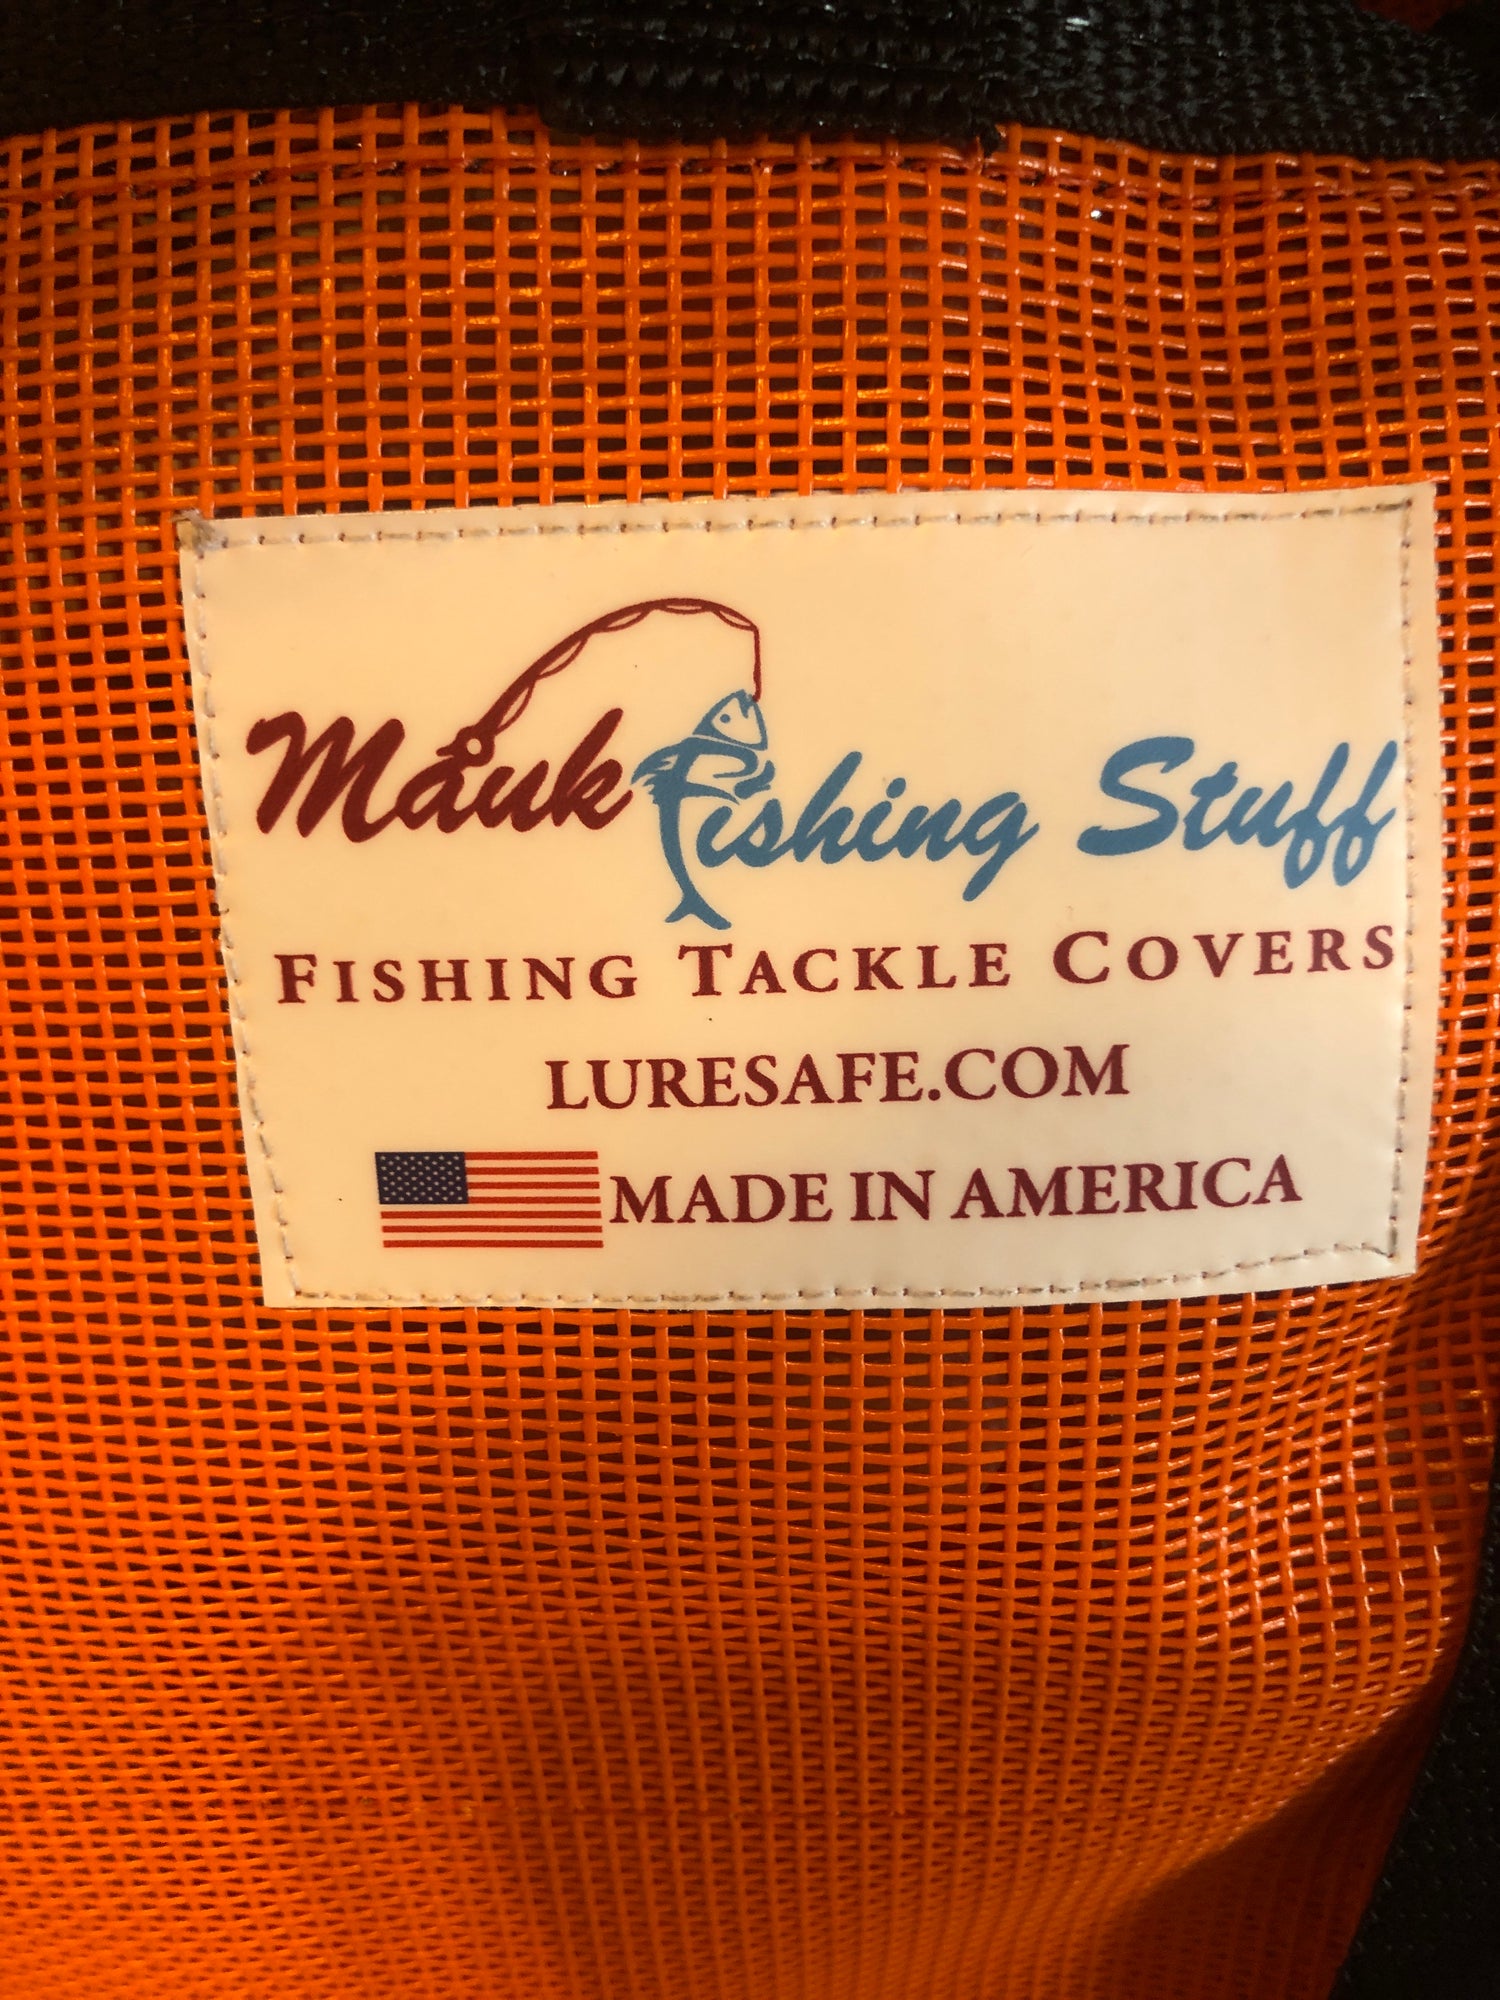 Mauk Fishing Stuff
FISHING TACKLE COVERS
LURESAFE.COM
MADE IN AMERICA